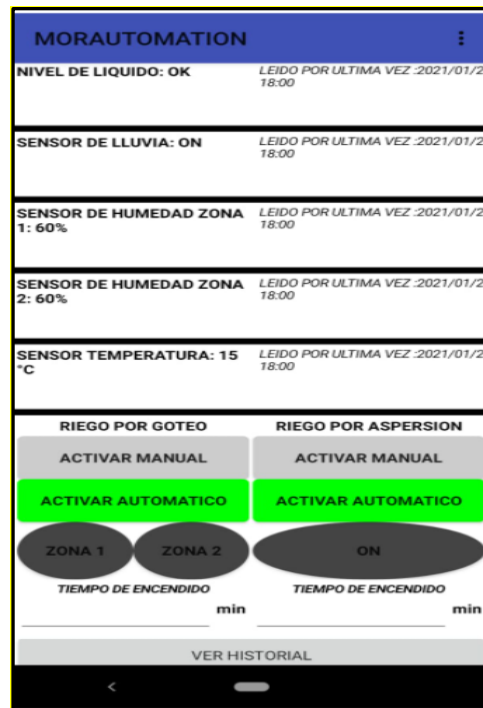 MORAUTOMATION
NIVEL DE LIQUIDO: OK
LEIDO POR ULTIMA VEZ :2021/01/2
18:00
SENSOR DE LLUVIA: ON
LEIDO POR ULTIMA VEZ :2021/01/2
18:00
SENSOR DE HUMEDAD ZONA
1: 60%
LEIDO POR ULTIMA VEZ :2021/01/2
18:00
SENSOR DE HUMEDAD ZONA
2: 60%
LEIDO POR ULTIMA VEZ :2021/01/2
18:00
SENSOR TEMPERATURA: 15
°C
LEIDO POR ULTIMA VEZ :2021/01/2
18:00
RIEGO POR GOTEO RIEGO POR ASPERSION
ACTIVAR MANUAL ACTIVAR MANUAL
ACTIVAR AUTOMATICO ACTIVAR AUTOMATICO
ZONA 1 ZONA 2 ON
TIEMPO DE ENCENDIDO TIEMPO DE ENCENDIDO
min min
VER HISTORIAL